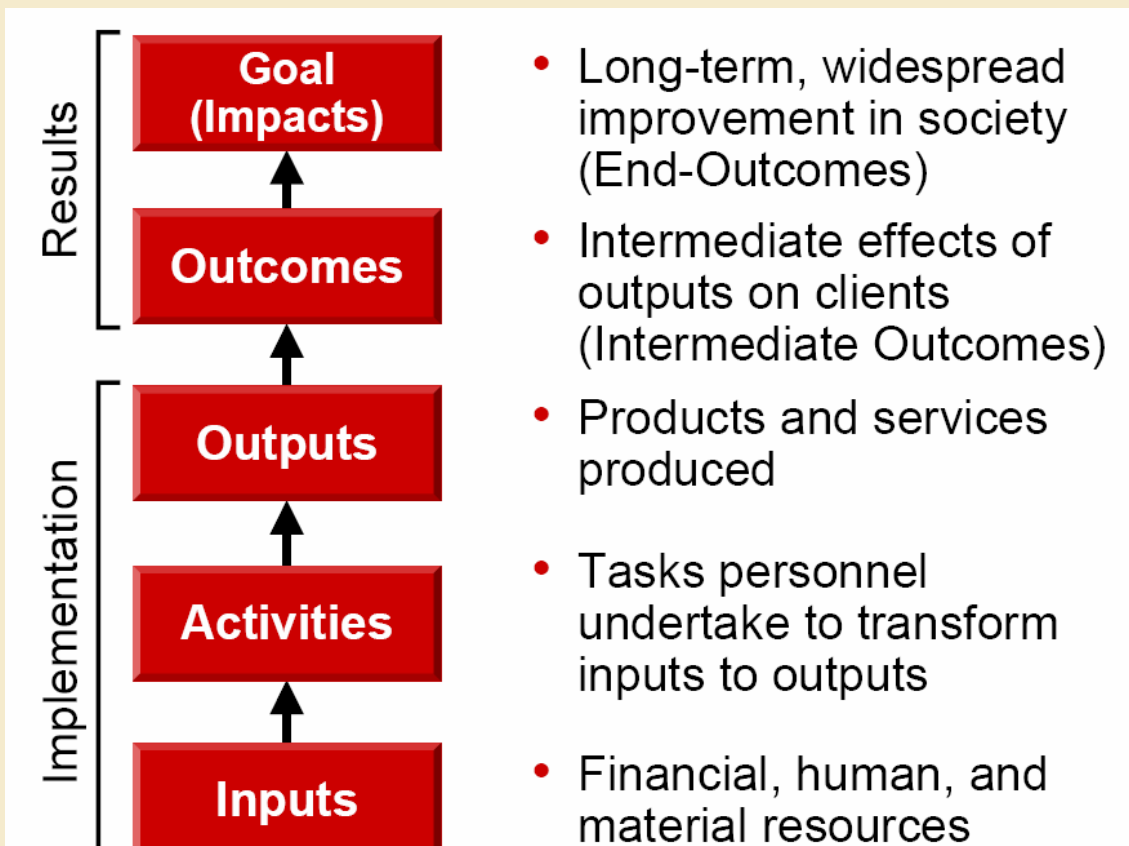 Results
Goal
(Impacts)
• Long-term, widespread
improvement in society
(End-Outcomes)
Outcomes
• Intermediate effects of
outputs on clients
(Intermediate Outcomes)
Implementation
Outputs
• Products and services
produced
Activities
• Tasks personnel
undertake to transform
inputs to outputs
Inputs
• Financial, human, and
material resources